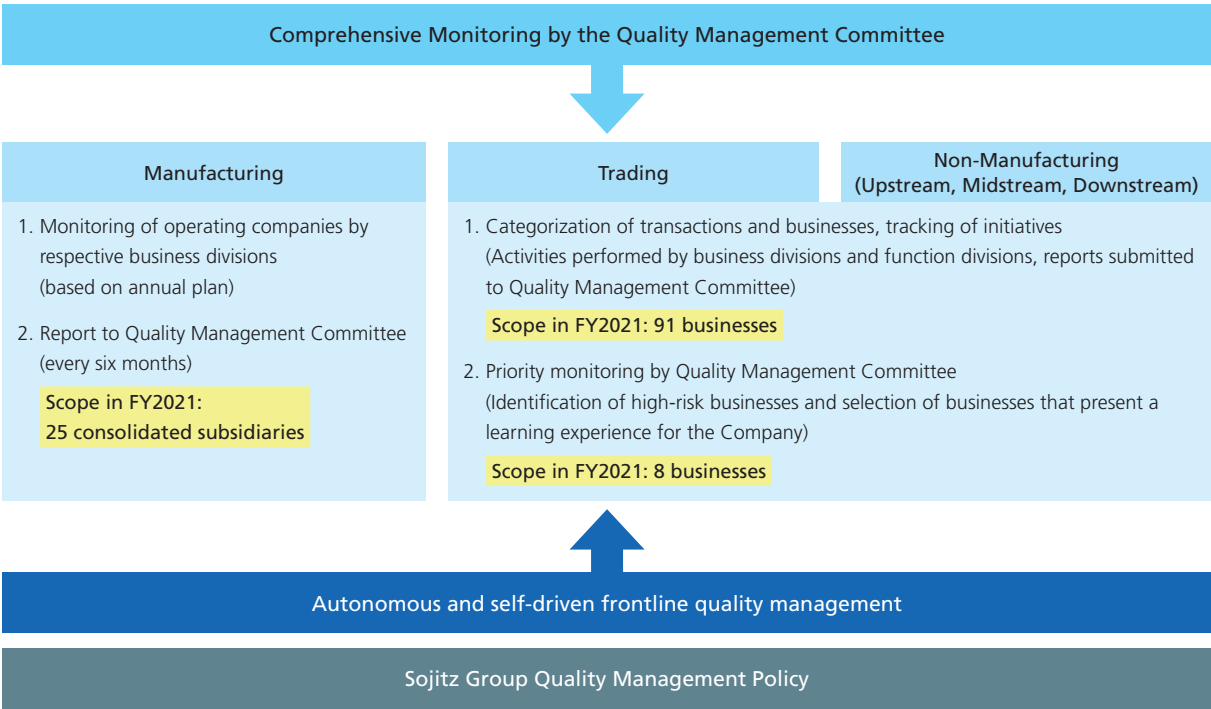 Comprehensive Monitoring by the Quality Management Committee
Manufacturing
1. Monitoring of operating companies by
respective business divisions
(based on annual plan)
2. Report to Quality Management Committee
(every six months)
Scope in FY2021:
25 consolidated subsidiaries
Trading
Non-Manufacturing
(Upstream, Midstream, Downstream)
1. Categorization of transactions and businesses, tracking of initiatives
(Activities performed by business divisions and function divisions, reports submitted
to Quality Management Committee)
Scope in FY2021: 91 businesses
2. Priority monitoring by Quality Management Committee
(Identification of high-risk businesses and selection of businesses that present a
learning experience for the Company)
Scope in FY2021: 8 businesses
Autonomous and self-driven frontline quality management
Sojitz Group Quality Management Policy